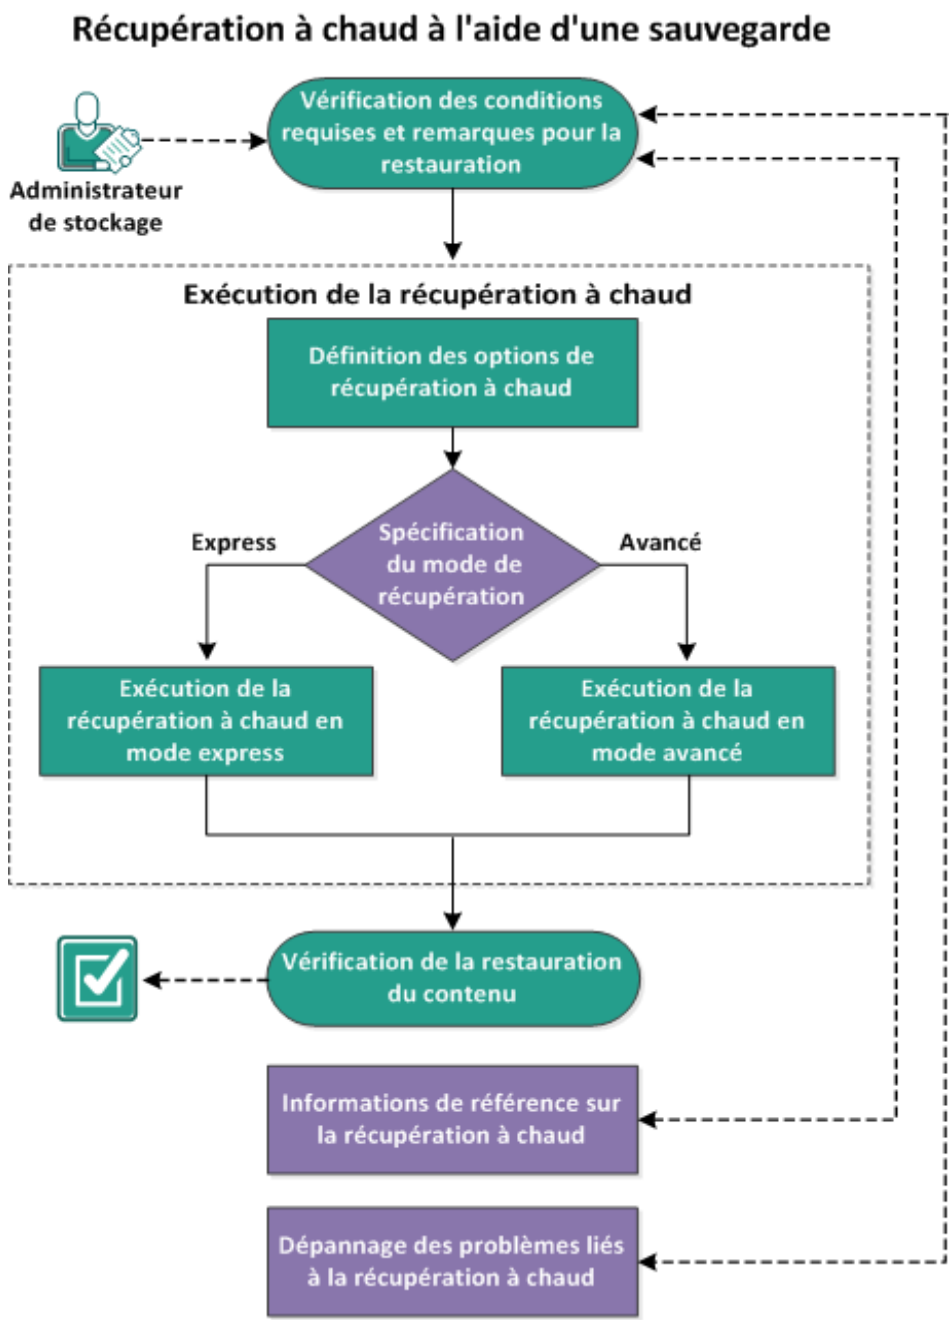 Récupération à chaud à l'aide d'une sauvegarde
Vérification des conditions
requises et remarques pour la
restauration
Administrateur
de stockage
Exécution de la récupération à chaud
Définition des options de
récupération à chaud
Spécification
du mode de
récupération
Express
Avancé
Exécution de la
récupération à chaud en
mode express
Exécution de la
récupération à chaud en
mode avancé
Vérification de la restauration
du contenu
Informations de référence sur
la récupération à chaud
Dépannage des problèmes liés
à la récupération à chaud